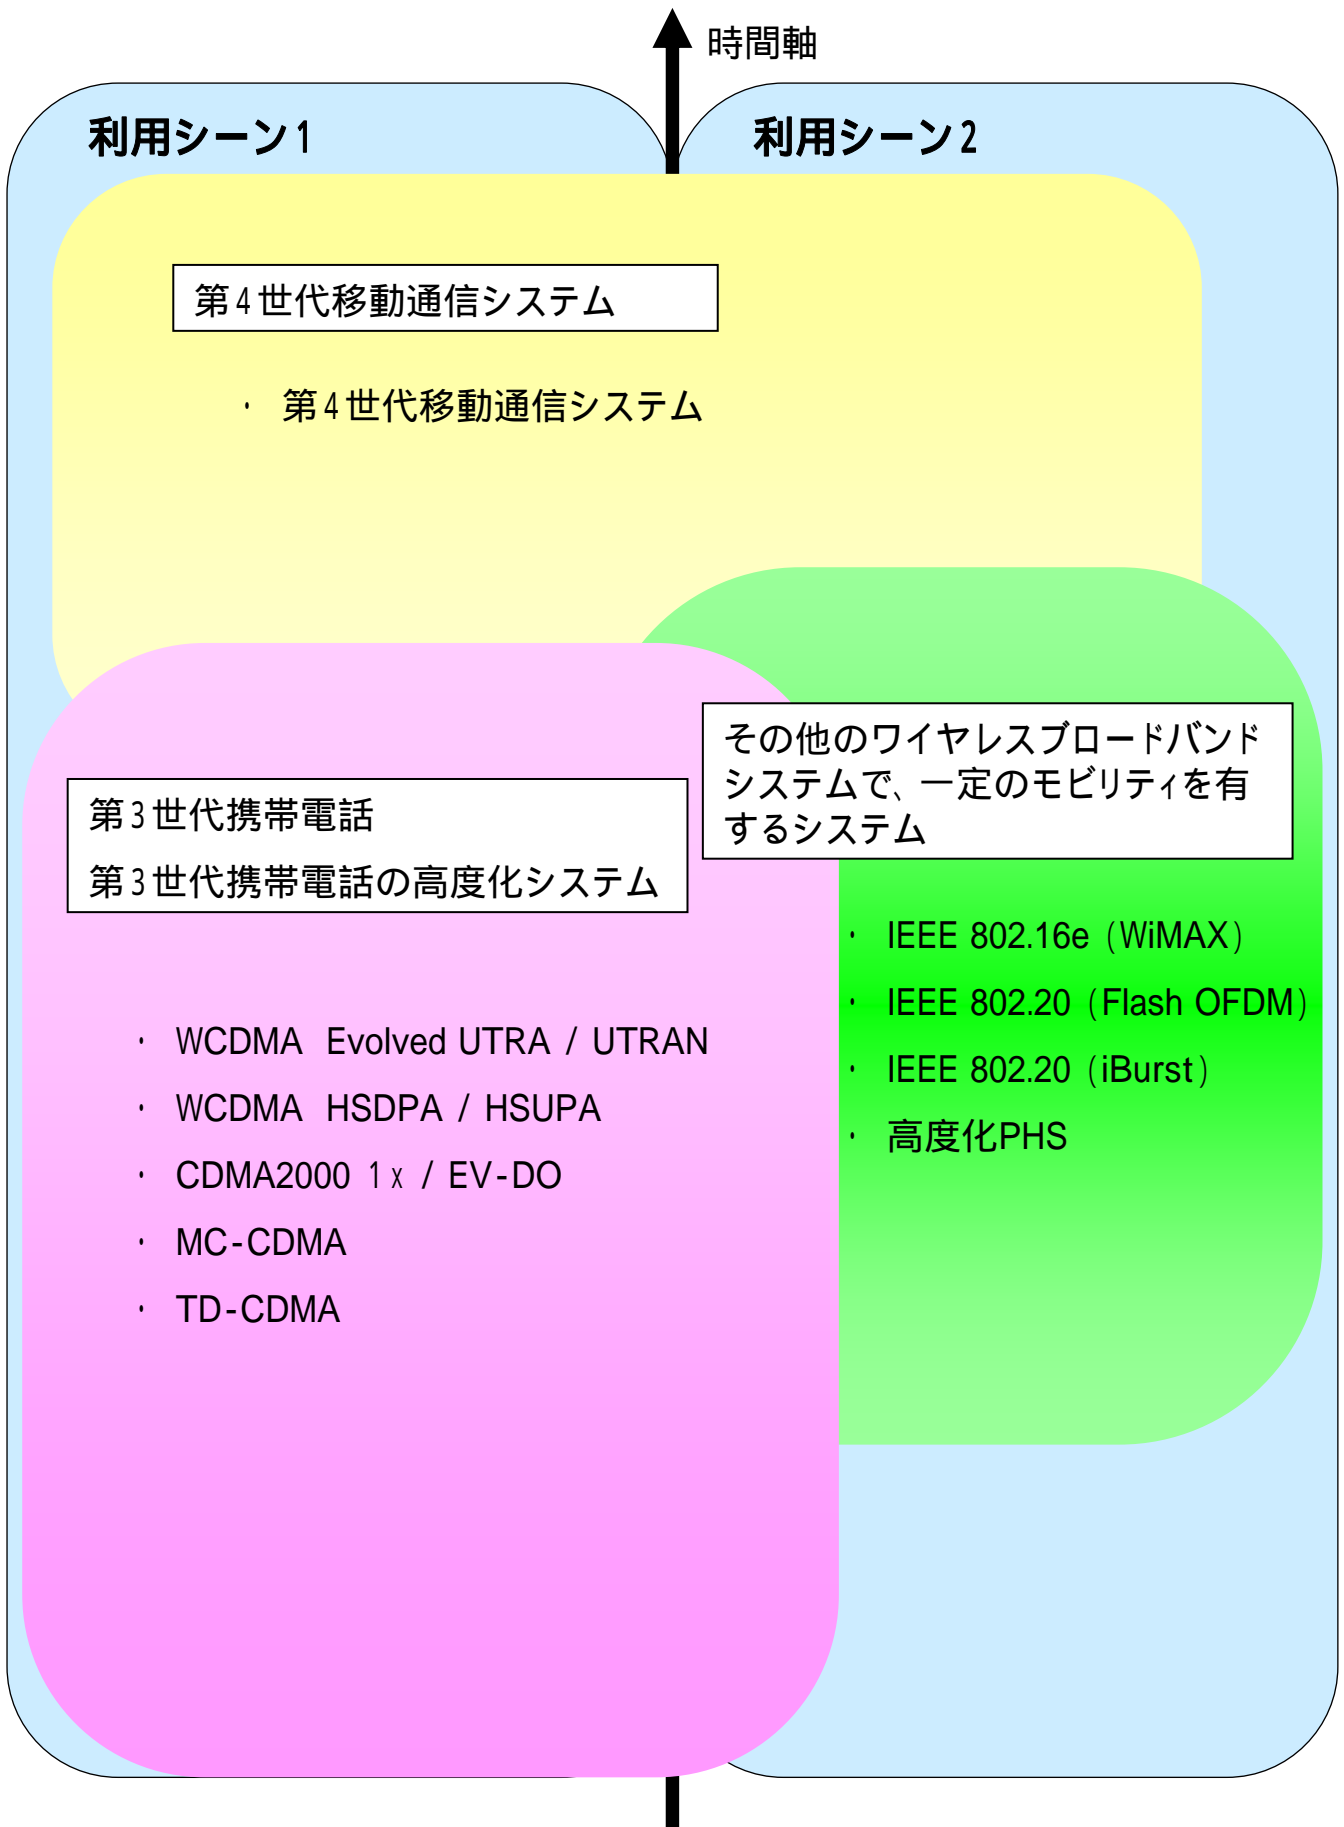 時間軸
利用シーン1
利用シーン2
第4世代移動通信システム
・ 第4世代移動通信システム
その他のワイヤレスブロードバンド
システムで、一定のモビリティを有
するシステム
第3世代携帯電話
第3世代携帯電話の高度化システム
・ IEEE 802.16e (WiMAX)
・ IEEE 802.20 (Flash OFDM)
・ IEEE 802.20 (iBurst)
・ 高度化PHS
・ WCDMA Evolved UTRA / UTRAN
・ WCDMA HSDPA / HSUPA
・ CDMA2000 1x / EV-DO
・ MC-CDMA
・ TD-CDMA